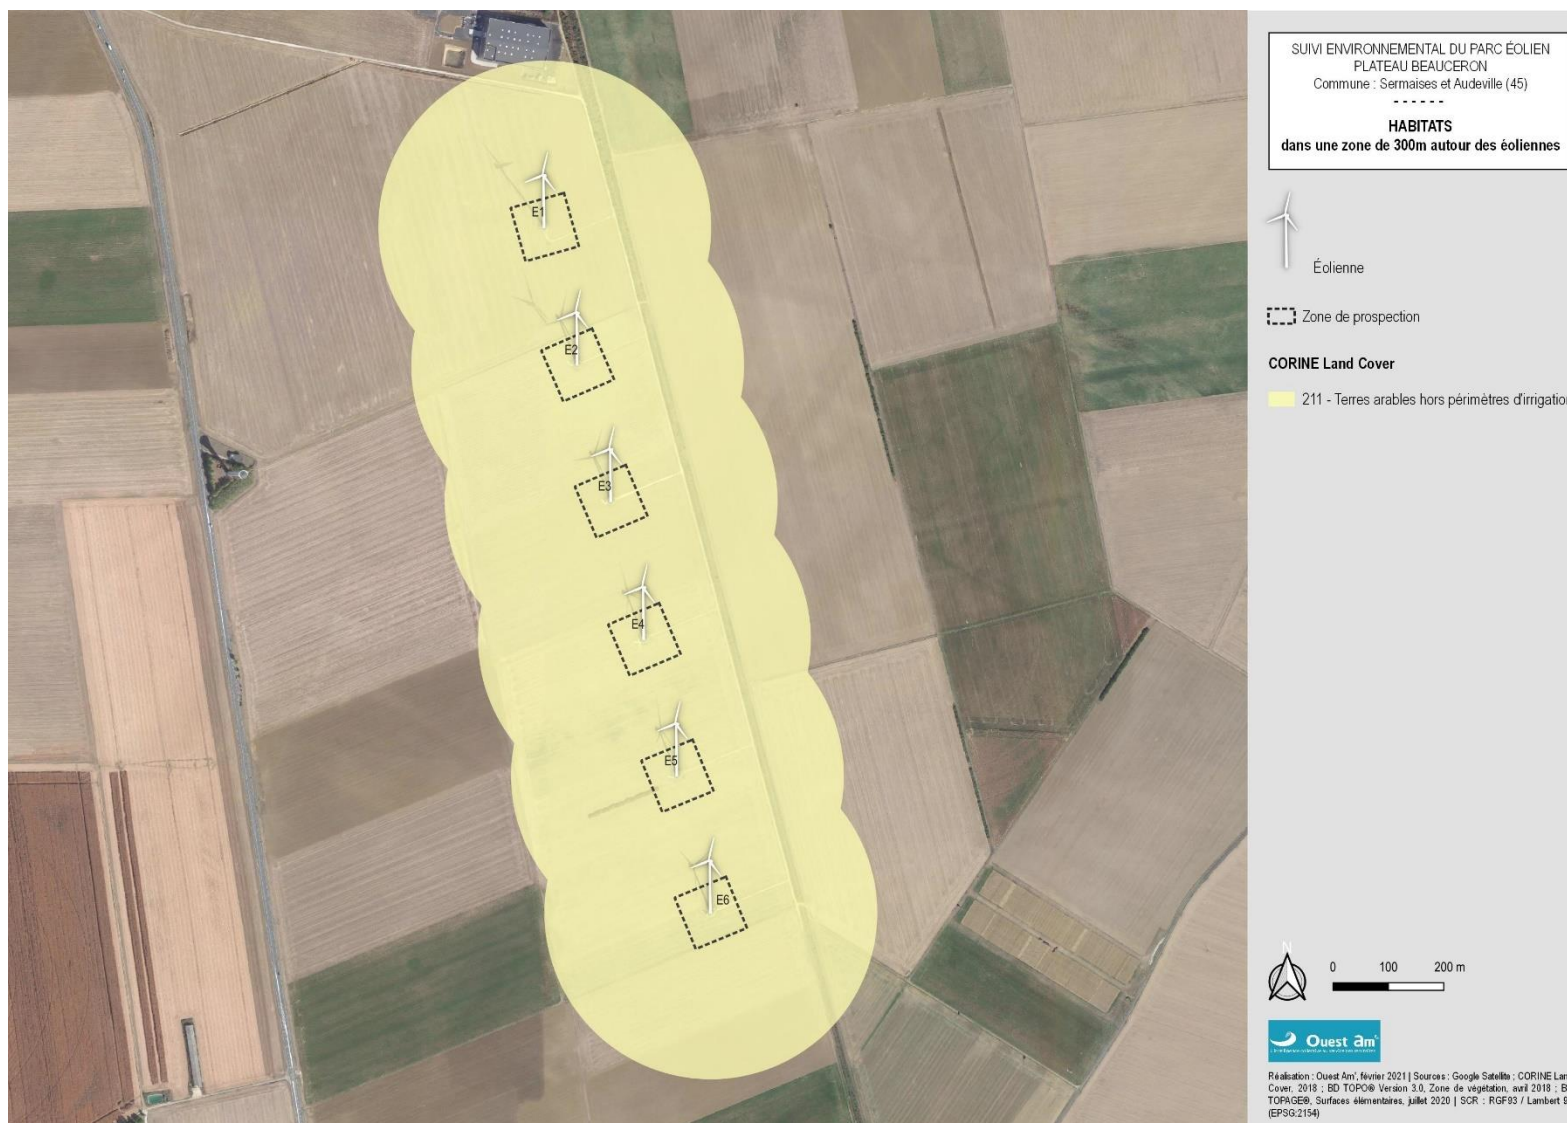 SUIVI ENVIRONNEMENTAL DU PARC ÉOLIEN
PLATEAU BEAUCERON
Commune : Sermaises et Audeville (45)
- - - - - -
HABITATS
dans une zone de 300m autour des éoliennes
Éolienne
Zone de prospection
CORINE Land Cover
211 - Terres arables hors périmètres d'irrigation
E1
E2
E3
E4
E5
E6
N
0 100 200 m
Ouest am'
Réalisation : Ouest Am', février 2021 | Sources : Google Satellite ; CORINE Lan
Cover, 2018 ; BD TOPO® Version 3.0, Zone de végétation, avril 2018 ; B
TOPAGE®, Surfaces élémentaires, juillet 2020 | SCR : RGF93 / Lambert 9
(EPSG:2154)